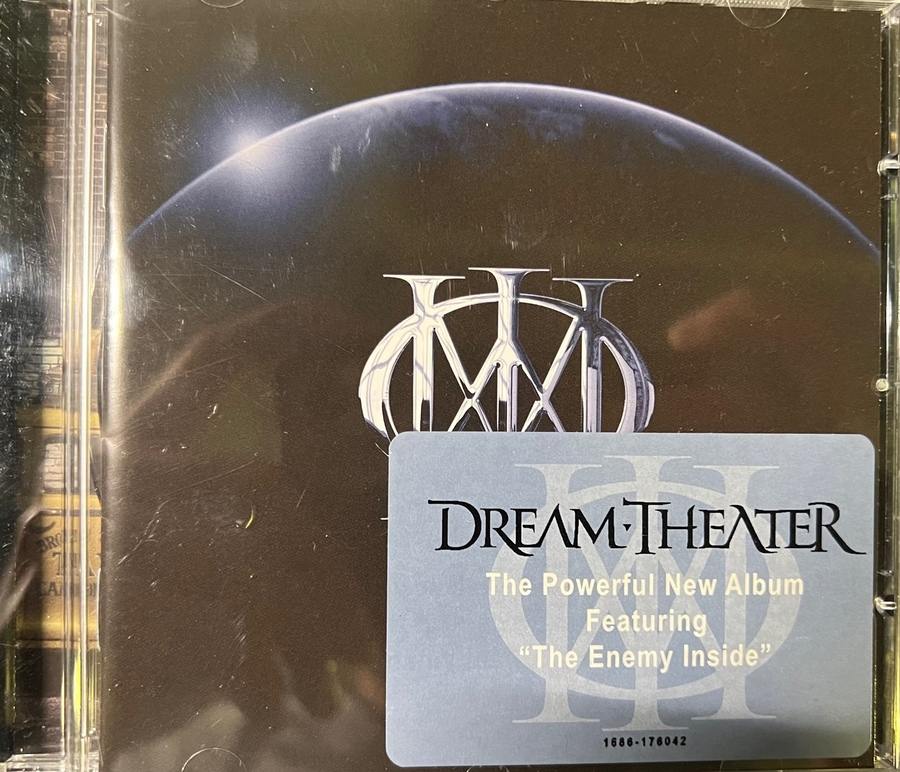 DREAM·THEATER
The Powerful New Album
Featuring
“The Enemy Inside”
1686-176042